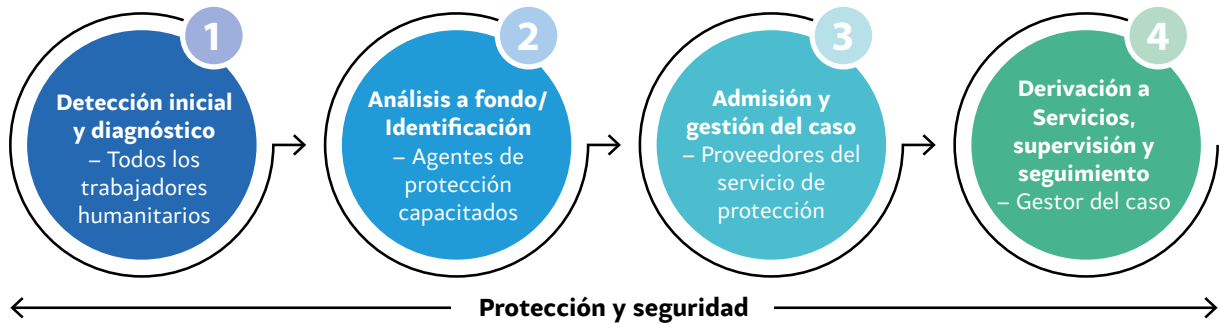 1
Detección inicial
y diagnóstico
– Todos los
trabajadores
humanitarios
2
Análisis a fondo/
Identificación
– Agentes de
protección
capacitados
3
Admisión y
gestión del caso
– Proveedores del
servicio de
protección
4
Derivación a
Servicios,
supervisión y
seguimiento
– Gestor del caso
Protección y seguridad